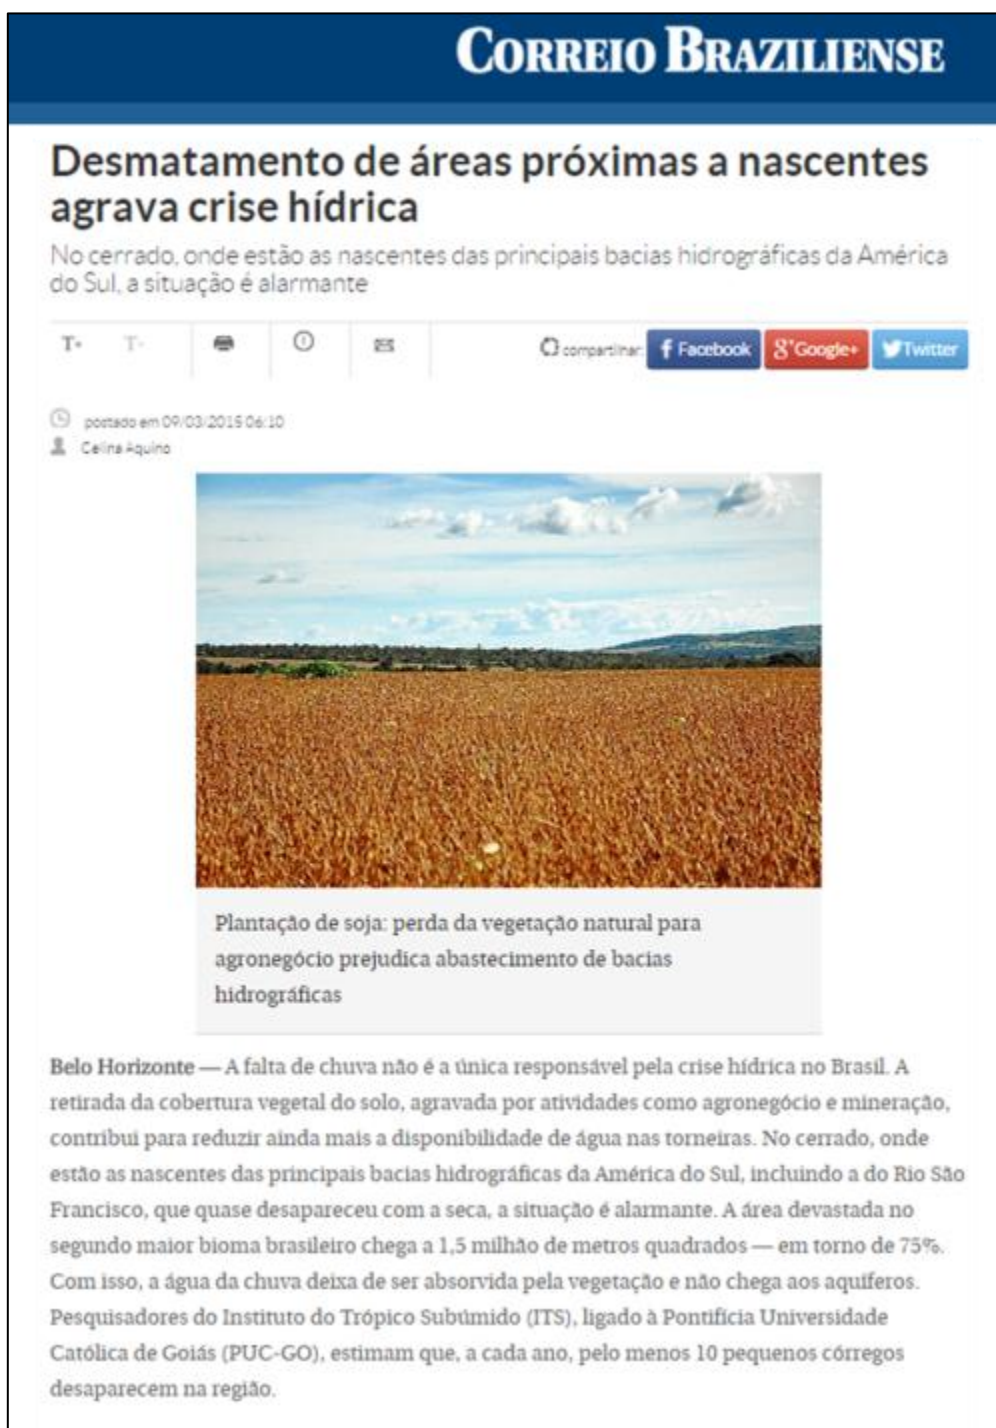 CORREIO BRAZILIENSE
Desmatamento de áreas próximas a nascentes
agrava crise hídrica
No cerrado, onde estão as nascentes das principais bacias hidrográficas da América
do Sul, a situação é alarmante
T+ T- compartilhar: Facebook Google+ Twitter
postado em 09/03/2015 06:10
Celina Aquino
Plantação de soja: perda da vegetação natural para
agronegócio prejudica abastecimento de bacias
hidrográficas
Belo Horizonte — A falta de chuva não é a única responsável pela crise hídrica no Brasil. A
retirada da cobertura vegetal do solo, agravada por atividades como agronegócio e mineração,
contribui para reduzir ainda mais a disponibilidade de água nas torneiras. No cerrado, onde
estão as nascentes das principais bacias hidrográficas da América do Sul, incluindo a do Rio São
Francisco, que quase desapareceu com a seca, a situação é alarmante. A área devastada no
segundo maior bioma brasileiro chega a 1,5 milhão de metros quadrados — em torno de 75%.
Com isso, a água da chuva deixa de ser absorvida pela vegetação e não chega aos aquíferos.
Pesquisadores do Instituto do Trópico Subúmido (ITS), ligado à Pontifícia Universidade
Católica de Goiás (PUC-GO), estimam que, a cada ano, pelo menos 10 pequenos córregos
desaparecem na região.